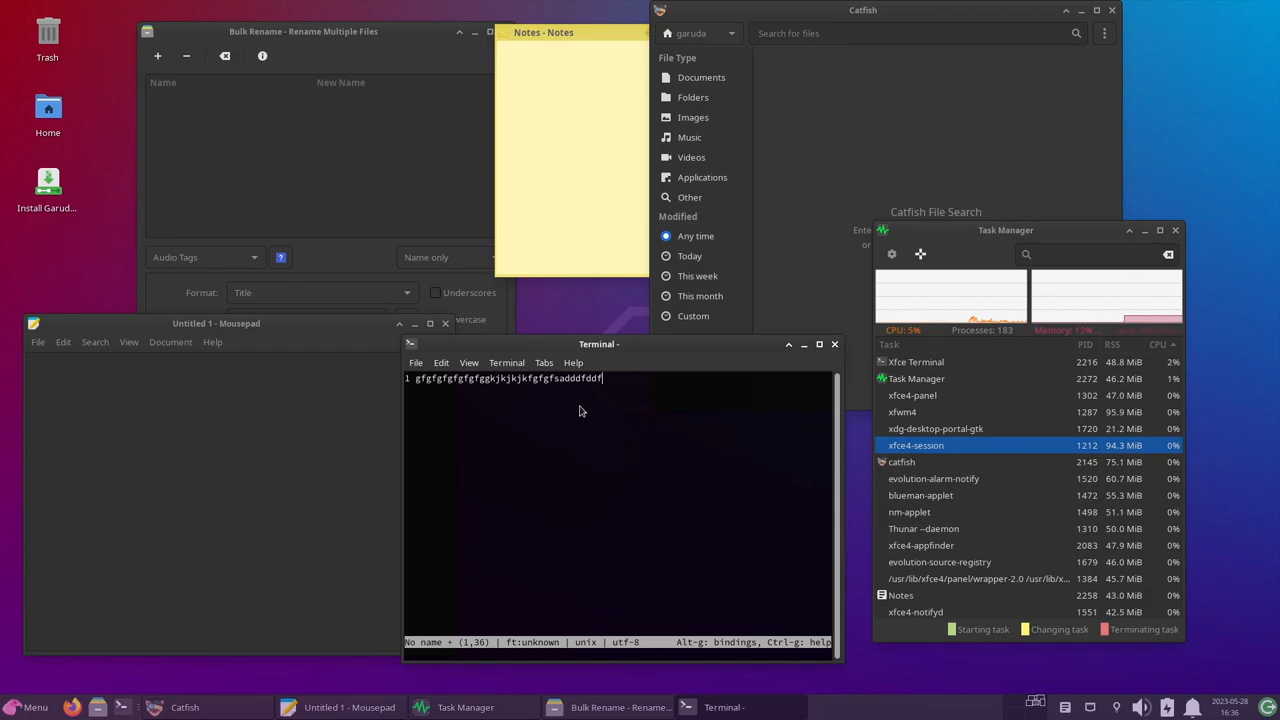 Trash
Home
Install Garud...
Bulk Rename - Rename Multiple Files
Name New Name
Audio Tags
Name only
Format: Title
Underscores
Notes - Notes
Catfish
garuda
Search for files
File Type
Documents
Folders
Images
Music
Videos
Applications
Other
Modified
Any time
Today
This week
This month
Custom
Catfish File Search
Task Manager
CPU: 5% Processes: 183 Memory: 13%
Task PID RSS CPU
Xfce Terminal 2216 48.8 MiB 2%
Task Manager 2272 46.2 MiB 1%
xfce4-panel 1302 47.0 MiB 0%
xfwm4 1287 95.9 MiB 0%
xdg-desktop-portal-gtk 1720 21.2 MiB 0%
xfce4-session 1212 94.3 MiB 0%
catfish 2145 75.1 MiB 0%
evolution-alarm-notify 1520 60.7 MiB 0%
blueman-applet 1472 55.3 MiB 0%
nm-applet 1498 51.1 MiB 0%
Thunar --daemon 1310 50.0 MiB 0%
xfce4-appfinder 2083 47.9 MiB 0%
evolution-source-registry 1679 46.0 MiB 0%
/usr/lib/xfce4/panel/wrapper-2.0 /usr/lib/x... 1384 45.7 MiB 0%
Notes 2258 43.0 MiB 0%
xfce4-notifyd 1551 42.5 MiB 0%
Starting task Changing task Terminating task
Untitled 1 - Mousepad
File Edit Search View Document Help
Terminal -
File Edit View Terminal Tabs Help
1 gfgfgfgfgfgfggkjkjkjkfgfgfsadddfddf
No name + (1,36) | ft:unknown | unix | utf-8 Alt-g: bindings, Ctrl-g: help
Menu
Catfish
Untitled 1 - Mousepad
Task Manager
Bulk Rename - Rename...
Terminal -
2023-05-28
16:36